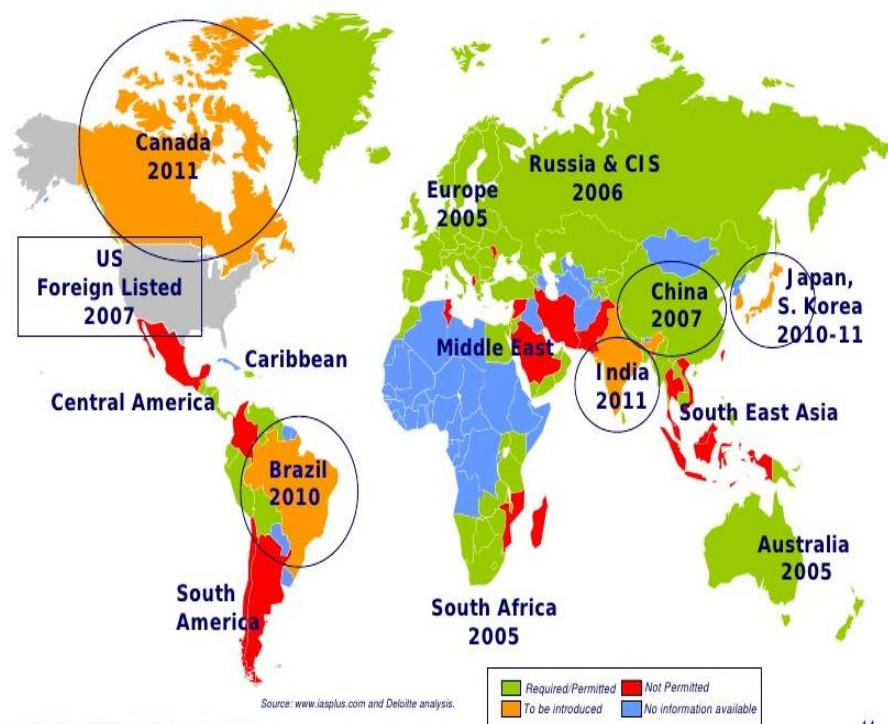 Canada
2011
Russia & CIS
2006
Europe
2005
US
Foreign Listed
2007
China
2007
Japan,
S. Korea
2010-11
Middle East
Caribbean
India
2011
Central America
South East Asia
Brazil
2010
Australia
2005
South
America
South Africa
2005
Required/Permitted
Not Permitted
To be introduced
No information available
Source: www.iasplus.com and Deloitte analysis.